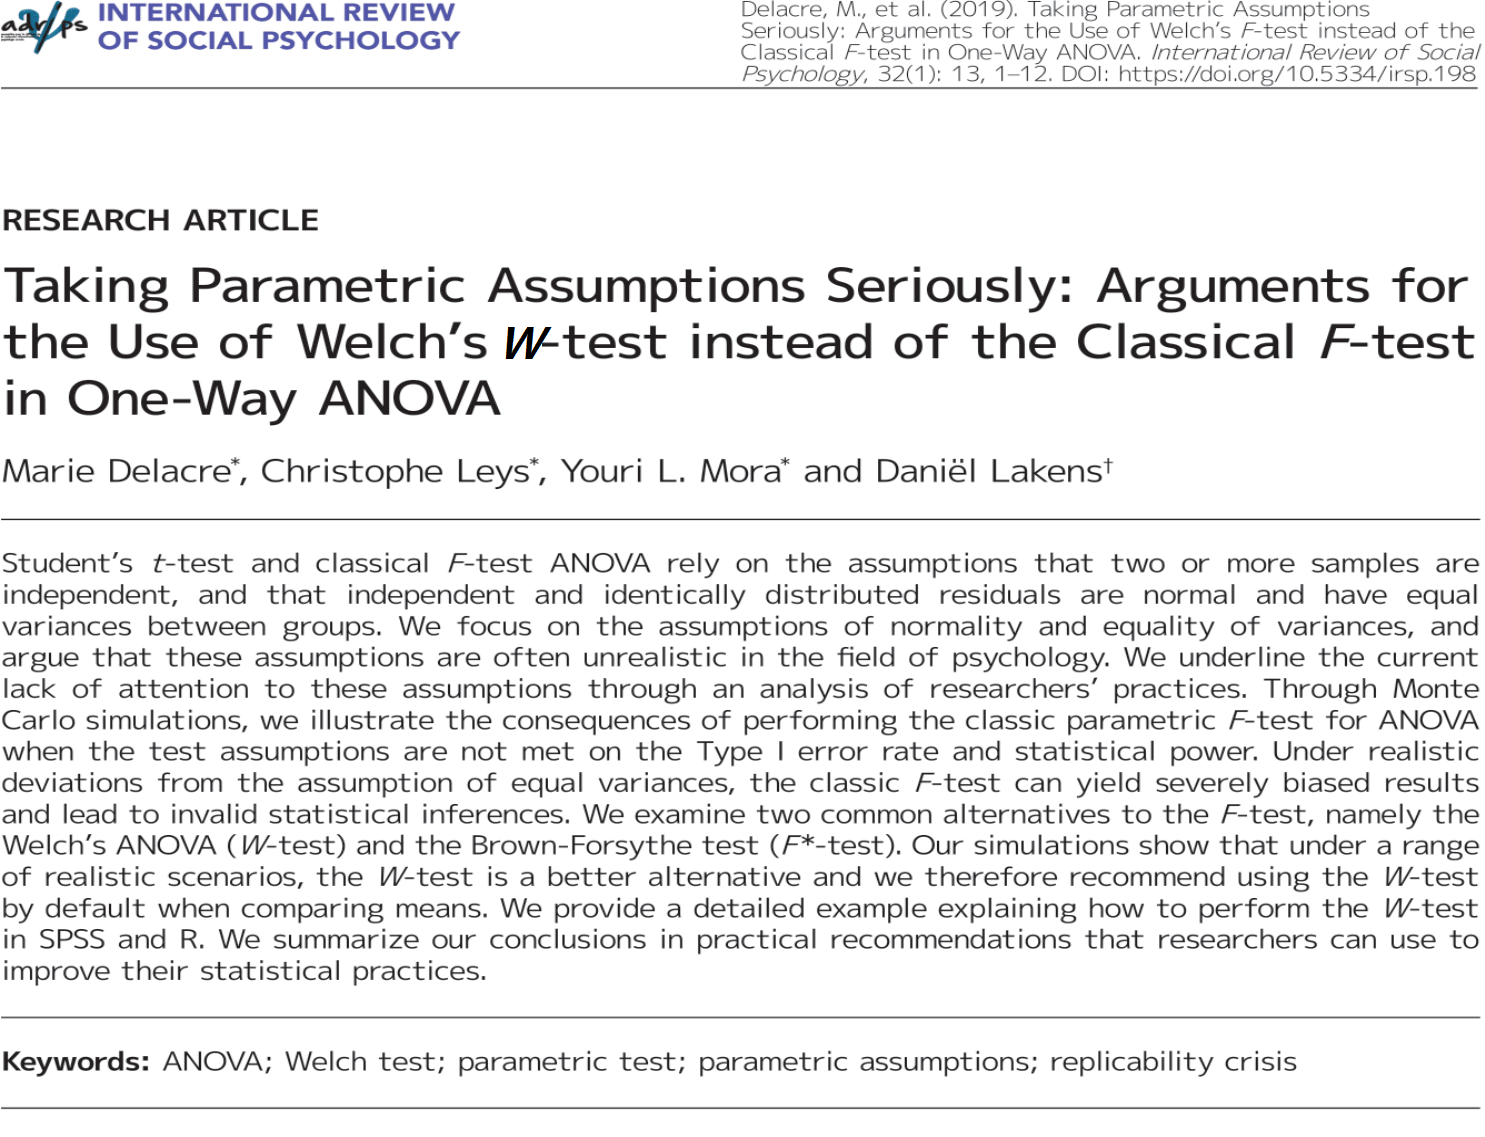 adrips
INTERNATIONAL REVIEW
OF SOCIAL PSYCHOLOGY
Delacre, M., et al. (2019). Taking Parametric Assumptions
Seriously: Arguments for the Use of Welch’s F-test instead of the
Classical F-test in One-Way ANOVA. International Review of Social
Psychology, 32(1): 13, 1–12. DOI: https://doi.org/10.5334/irsp.198
RESEARCH ARTICLE
Taking Parametric Assumptions Seriously: Arguments for
the Use of Welch’s W-test instead of the Classical F-test
in One-Way ANOVA
Marie Delacre*, Christophe Leys*, Youri L. Mora* and Daniël Lakens†
Student’s t-test and classical F-test ANOVA rely on the assumptions that two or more samples are
independent, and that independent and identically distributed residuals are normal and have equal
variances between groups. We focus on the assumptions of normality and equality of variances, and
argue that these assumptions are often unrealistic in the field of psychology. We underline the current
lack of attention to these assumptions through an analysis of researchers’ practices. Through Monte
Carlo simulations, we illustrate the consequences of performing the classic parametric F-test for ANOVA
when the test assumptions are not met on the Type I error rate and statistical power. Under realistic
deviations from the assumption of equal variances, the classic F-test can yield severely biased results
and lead to invalid statistical inferences. We examine two common alternatives to the F-test, namely the
Welch’s ANOVA (W-test) and the Brown-Forsythe test (F*-test). Our simulations show that under a range
of realistic scenarios, the W-test is a better alternative and we therefore recommend using the W-test
by default when comparing means. We provide a detailed example explaining how to perform the W-test
in SPSS and R. We summarize our conclusions in practical recommendations that researchers can use to
improve their statistical practices.
Keywords: ANOVA; Welch test; parametric test; parametric assumptions; replicability crisis